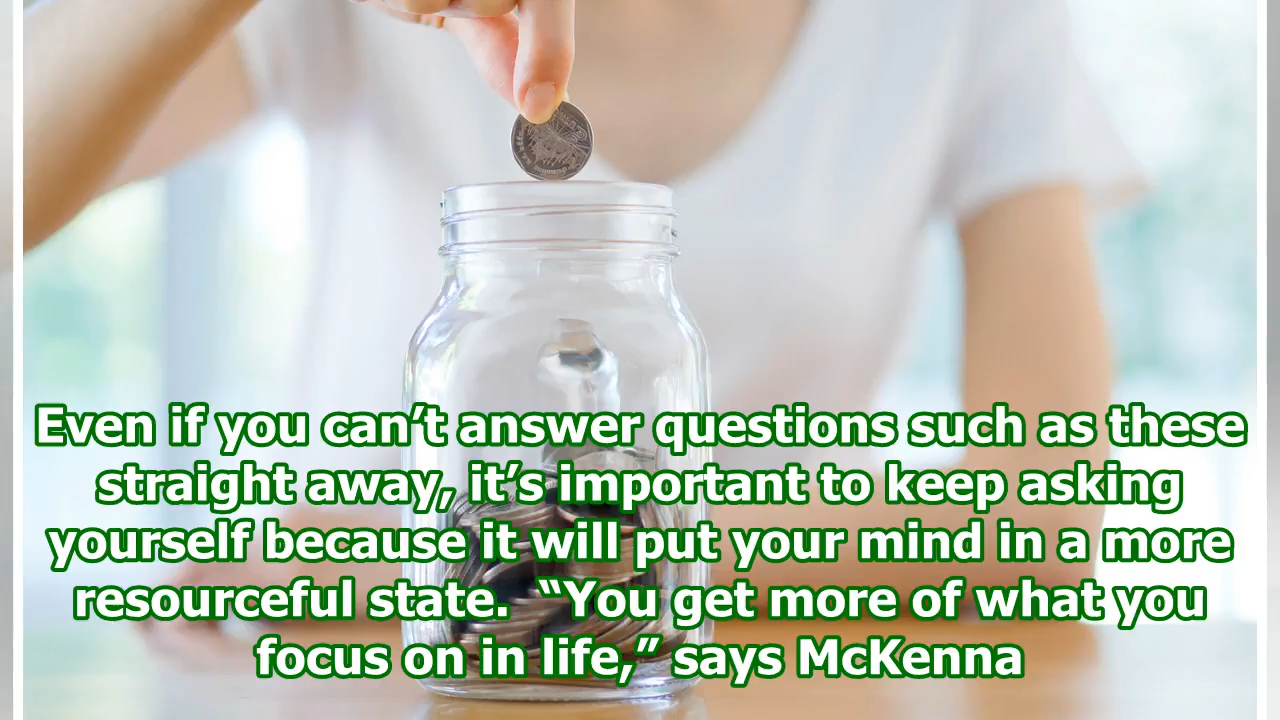 Even if you can’t answer questions such as these
straight away, it’s important to keep asking
yourself because it will put your mind in a more
resourceful state.  “You get more of what you
focus on in life,” says McKenna